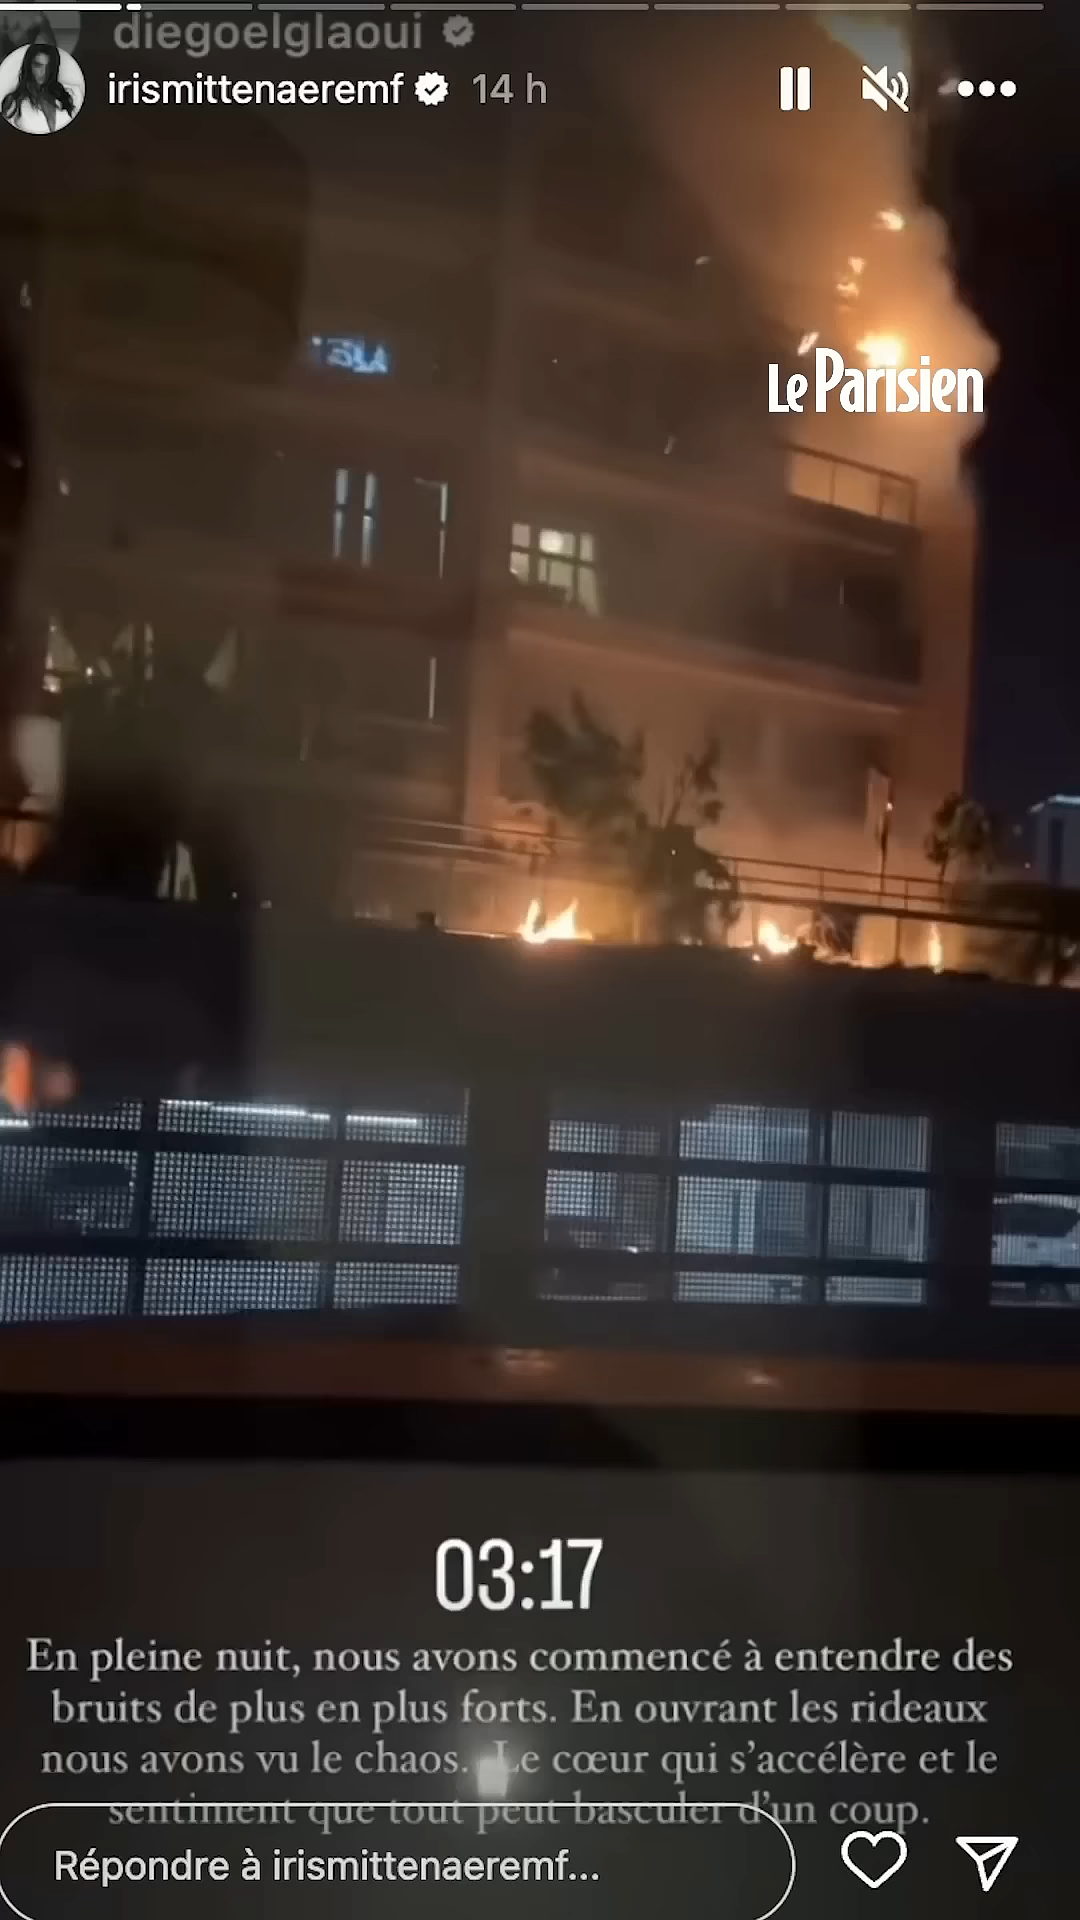 diegoelglaoui
irismittenaeremf 14 h
Le Parisien
03:17
En pleine nuit, nous avons commencé à entendre des
bruits de plus en plus forts. En ouvrant les rideaux
nous avons vu le chaos. Le cœur qui s’accélère et le
sentiment que tout peut basculer d’un coup.
Répondre à irismittenaeremf...